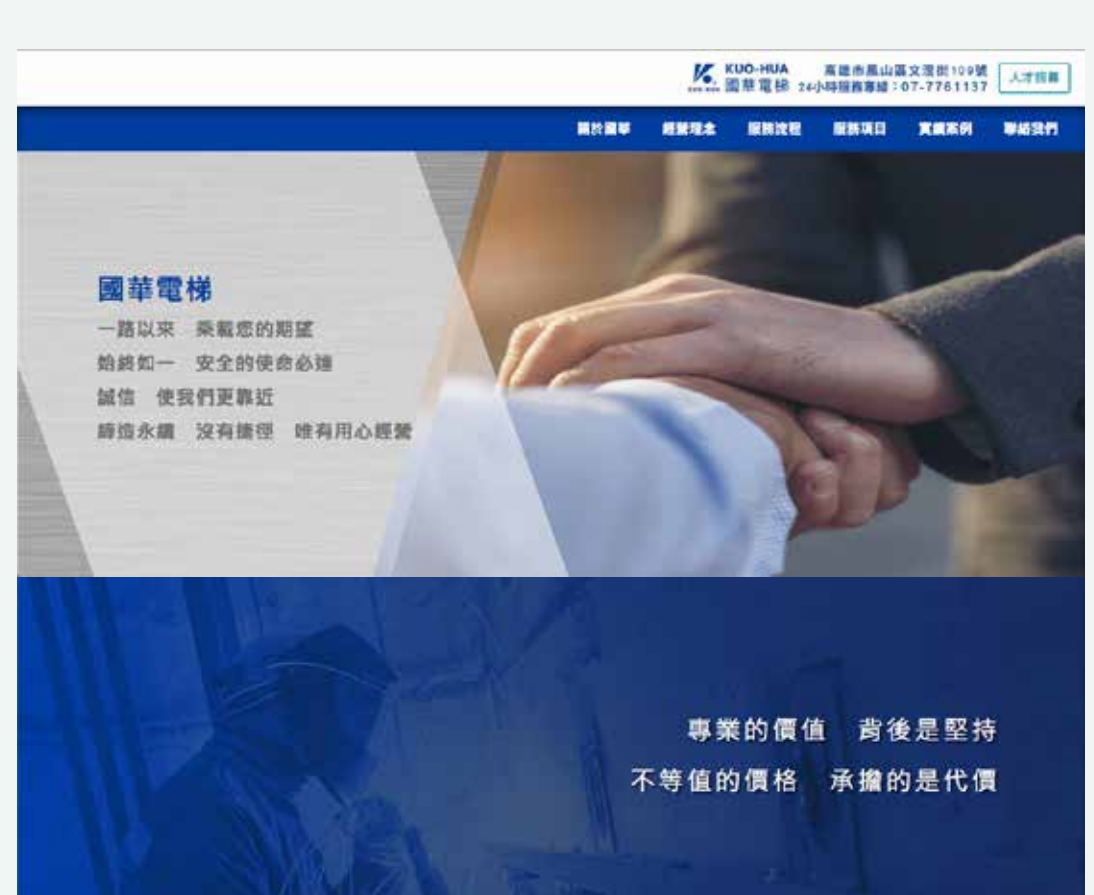 KUO-HUA
國華電梯
高雄市鳳山區文濱街109號
24小時服務專線：07-7761137
人才招募
關於國華 經營理念 服務流程 服務項目 實績案例 聯絡我們
國華電梯
一路以來 乘載您的期望
始終如一 安全的使命必達
誠信 使我們更靠近
締造永續 沒有捷徑 唯有用心經營
專業的價值 背後是堅持
不等值的價格 承擔的是代價